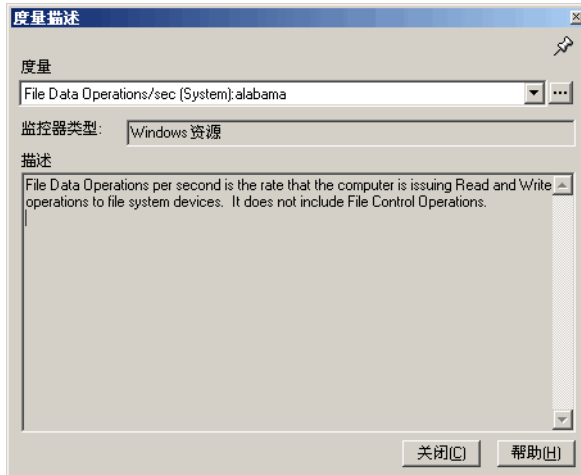 度量描述
度量
File Data Operations/sec (System):alabama
...
监控器类型:
Windows 资源
描述
File Data Operations per second is the rate that the computer is issuing Read and Write
operations to file system devices.  It does not include File Control Operations.
关闭(C)
帮助(H)